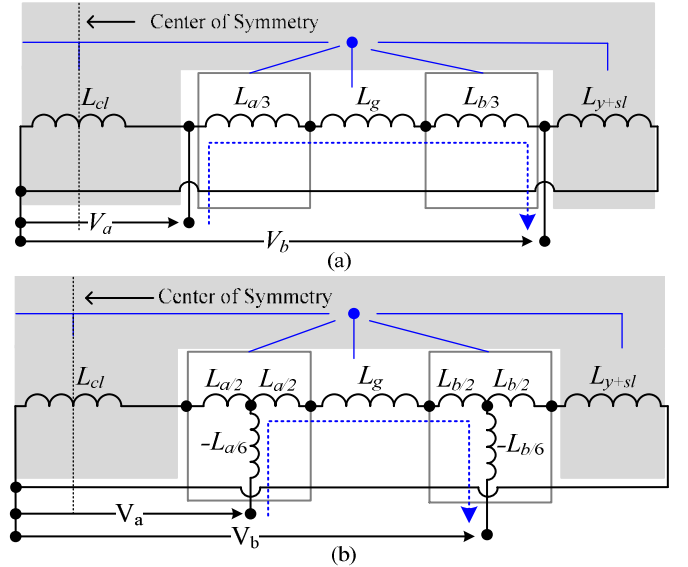 Center of Symmetry
L_cl L_a/3 L_g L_b/3 L_y+sl
V_a
V_b
(a)
Center of Symmetry
L_cl L_a/2 L_a/2 L_g L_b/2 L_b/2 L_y+sl
-L_a/6 -L_b/6
V_a
V_b
(b)